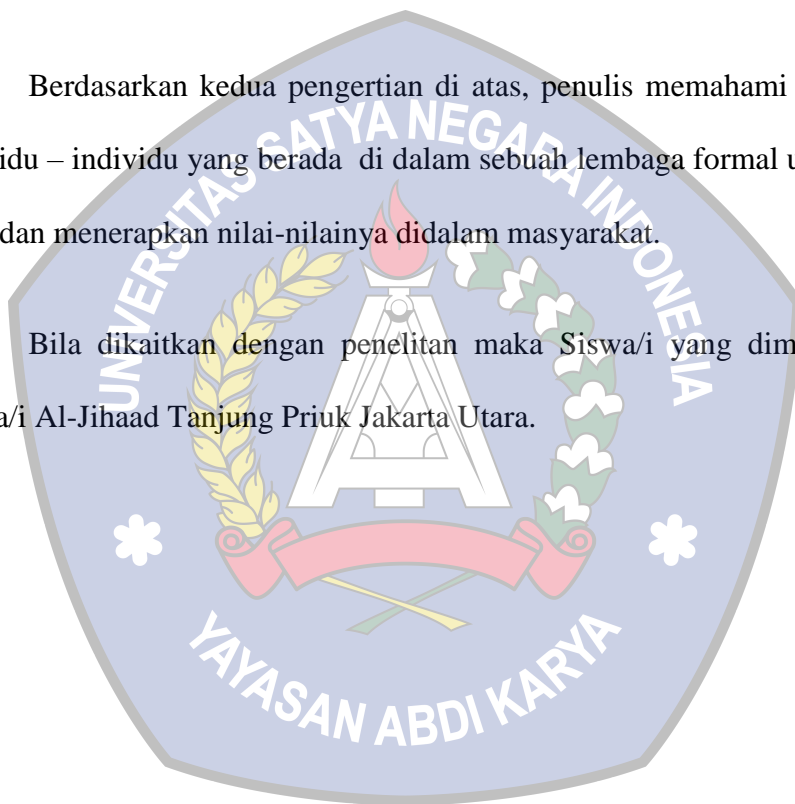 Berdasarkan kedua pengertian di atas, penulis memahami
idu – individu yang berada di dalam sebuah lembaga formal u
dan menerapkan nilai-nilainya didalam masyarakat.
Bila dikaitkan dengan penelitan maka Siswa/i yang dim
a/i Al-Jihaad Tanjung Priuk Jakarta Utara.
UNIVERSITAS SATYA NEGARA INDONESIA
YAYASAN ABDI KARYA